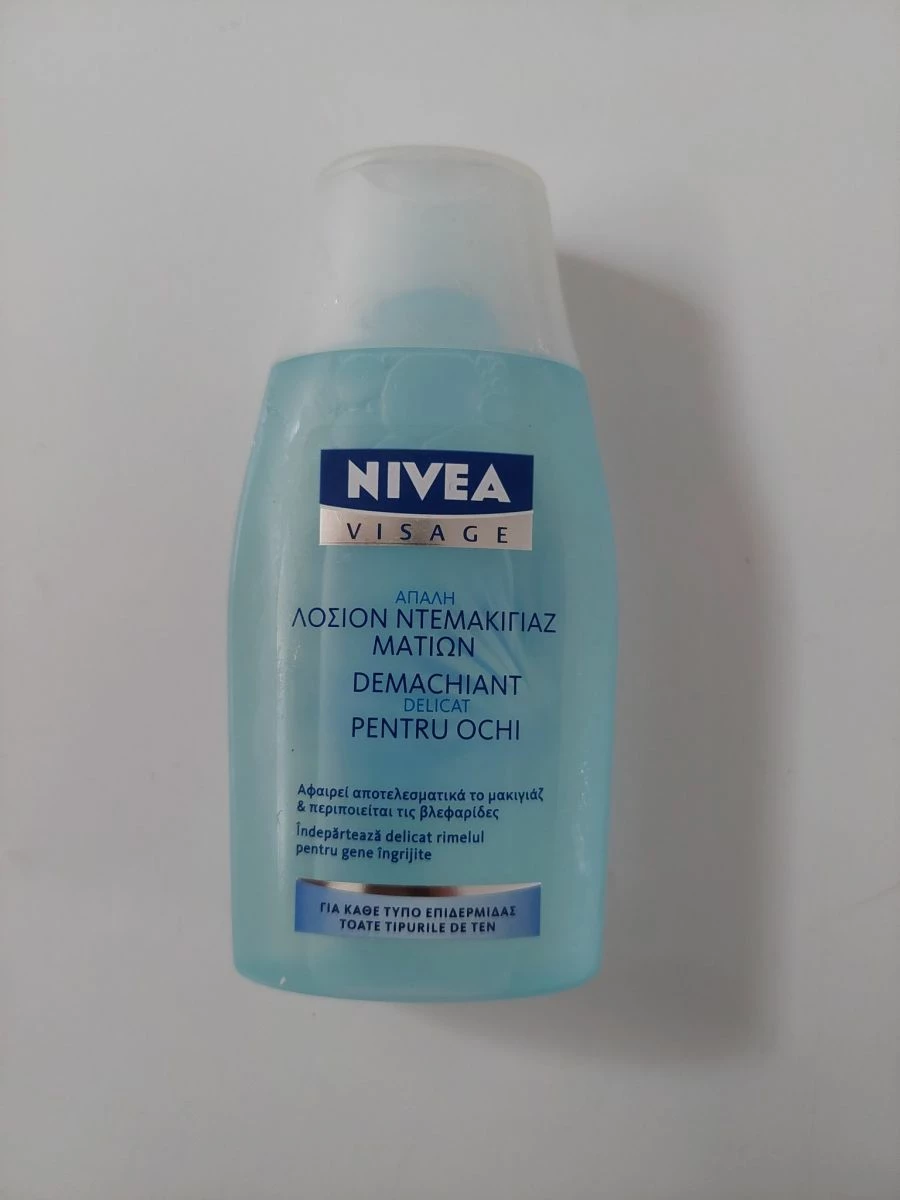 NIVEA
VISAGE
ΑΠΑΛΗ
ΛΟΣΙΟΝ ΝΤΕΜΑΚΙΓΙΑΖ
ΜΑΤΙΩΝ
DEMACHIANT
DELICAT
PENTRU OCHI
Αφαιρεί αποτελεσματικά το μακιγιάζ
& περιποιείται τις βλεφαρίδες
Îndepărtează delicat rimelul
pentru gene îngrijite
ΓΙΑ ΚΑΘΕ ΤΥΠΟ ΕΠΙΔΕΡΜΙΔΑΣ
TOATE TIPURILE DE TEN